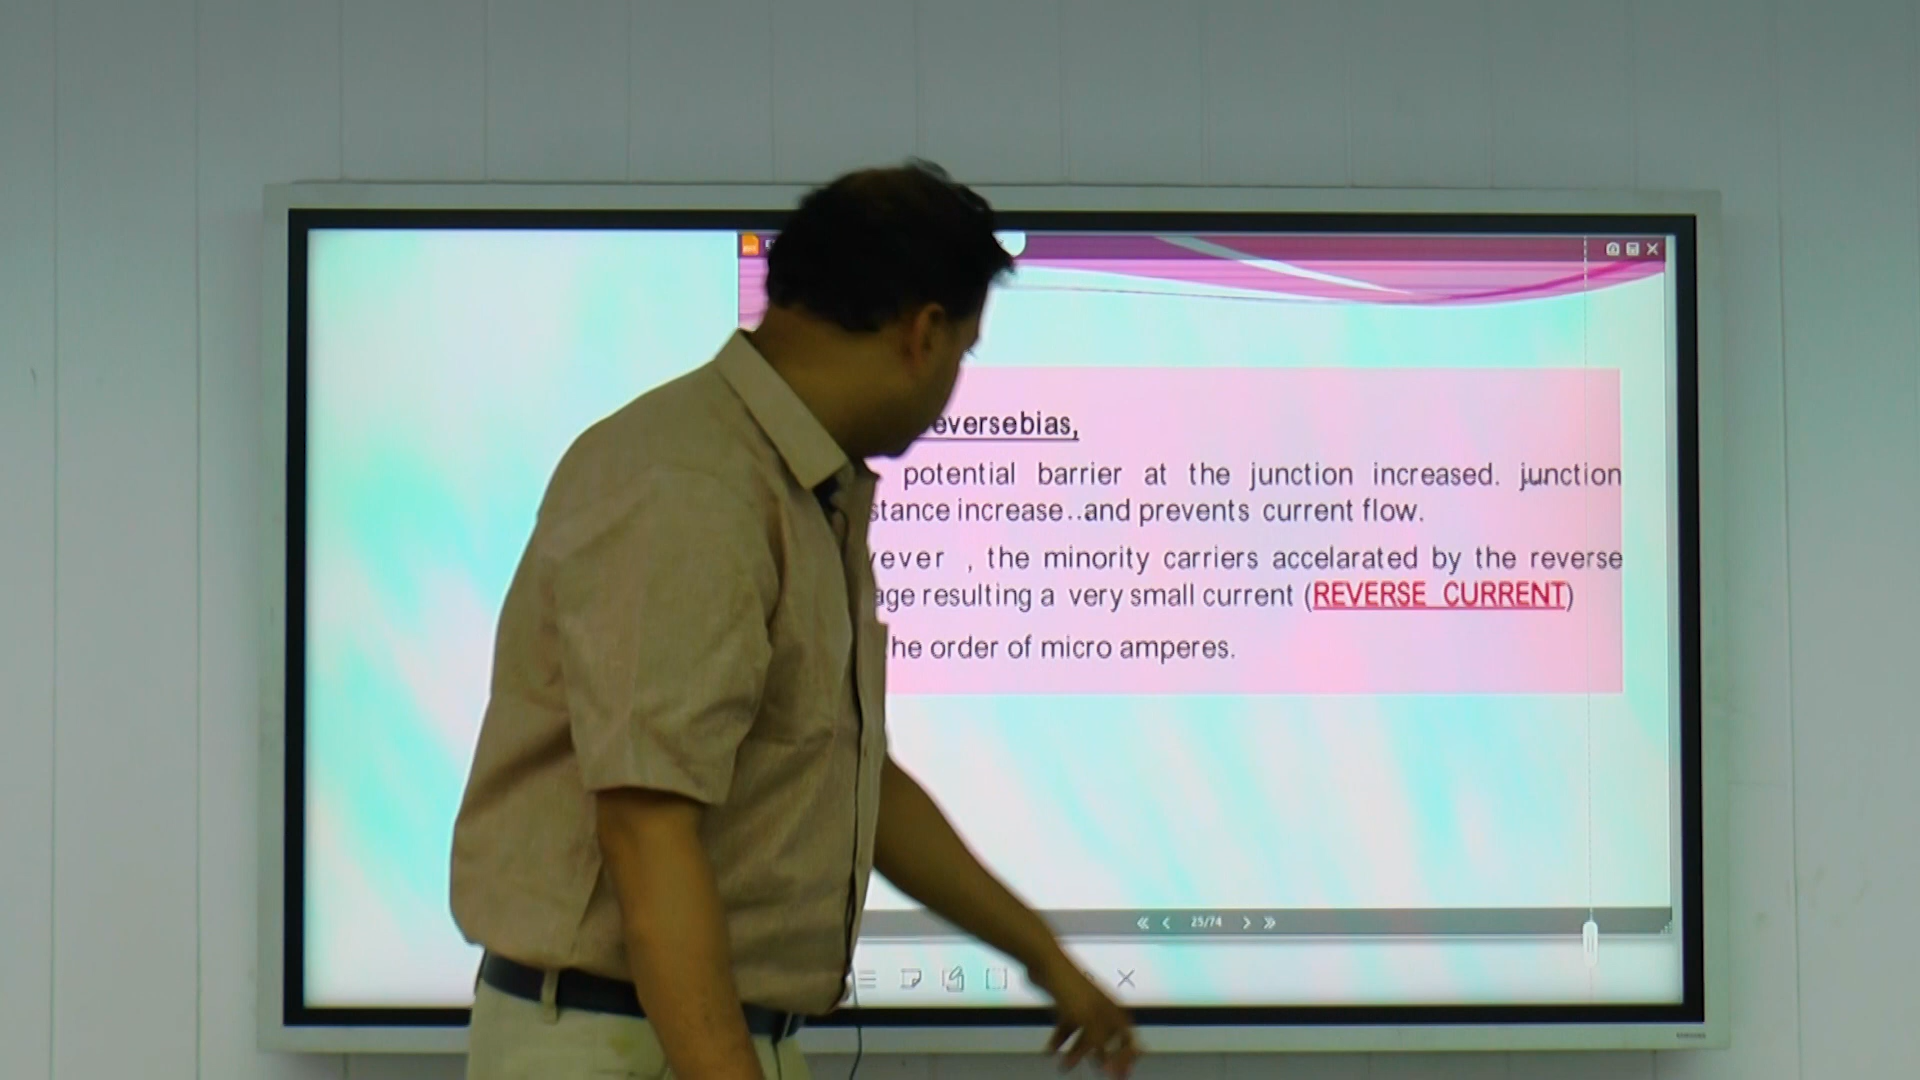 eversebias,
potential barrier at the junction increased. junction
stance increase..and prevents current flow.
ever , the minority carriers accelarated by the reverse
age resulting a very small current (REVERSE CURRENT)
he order of micro amperes.
25/74